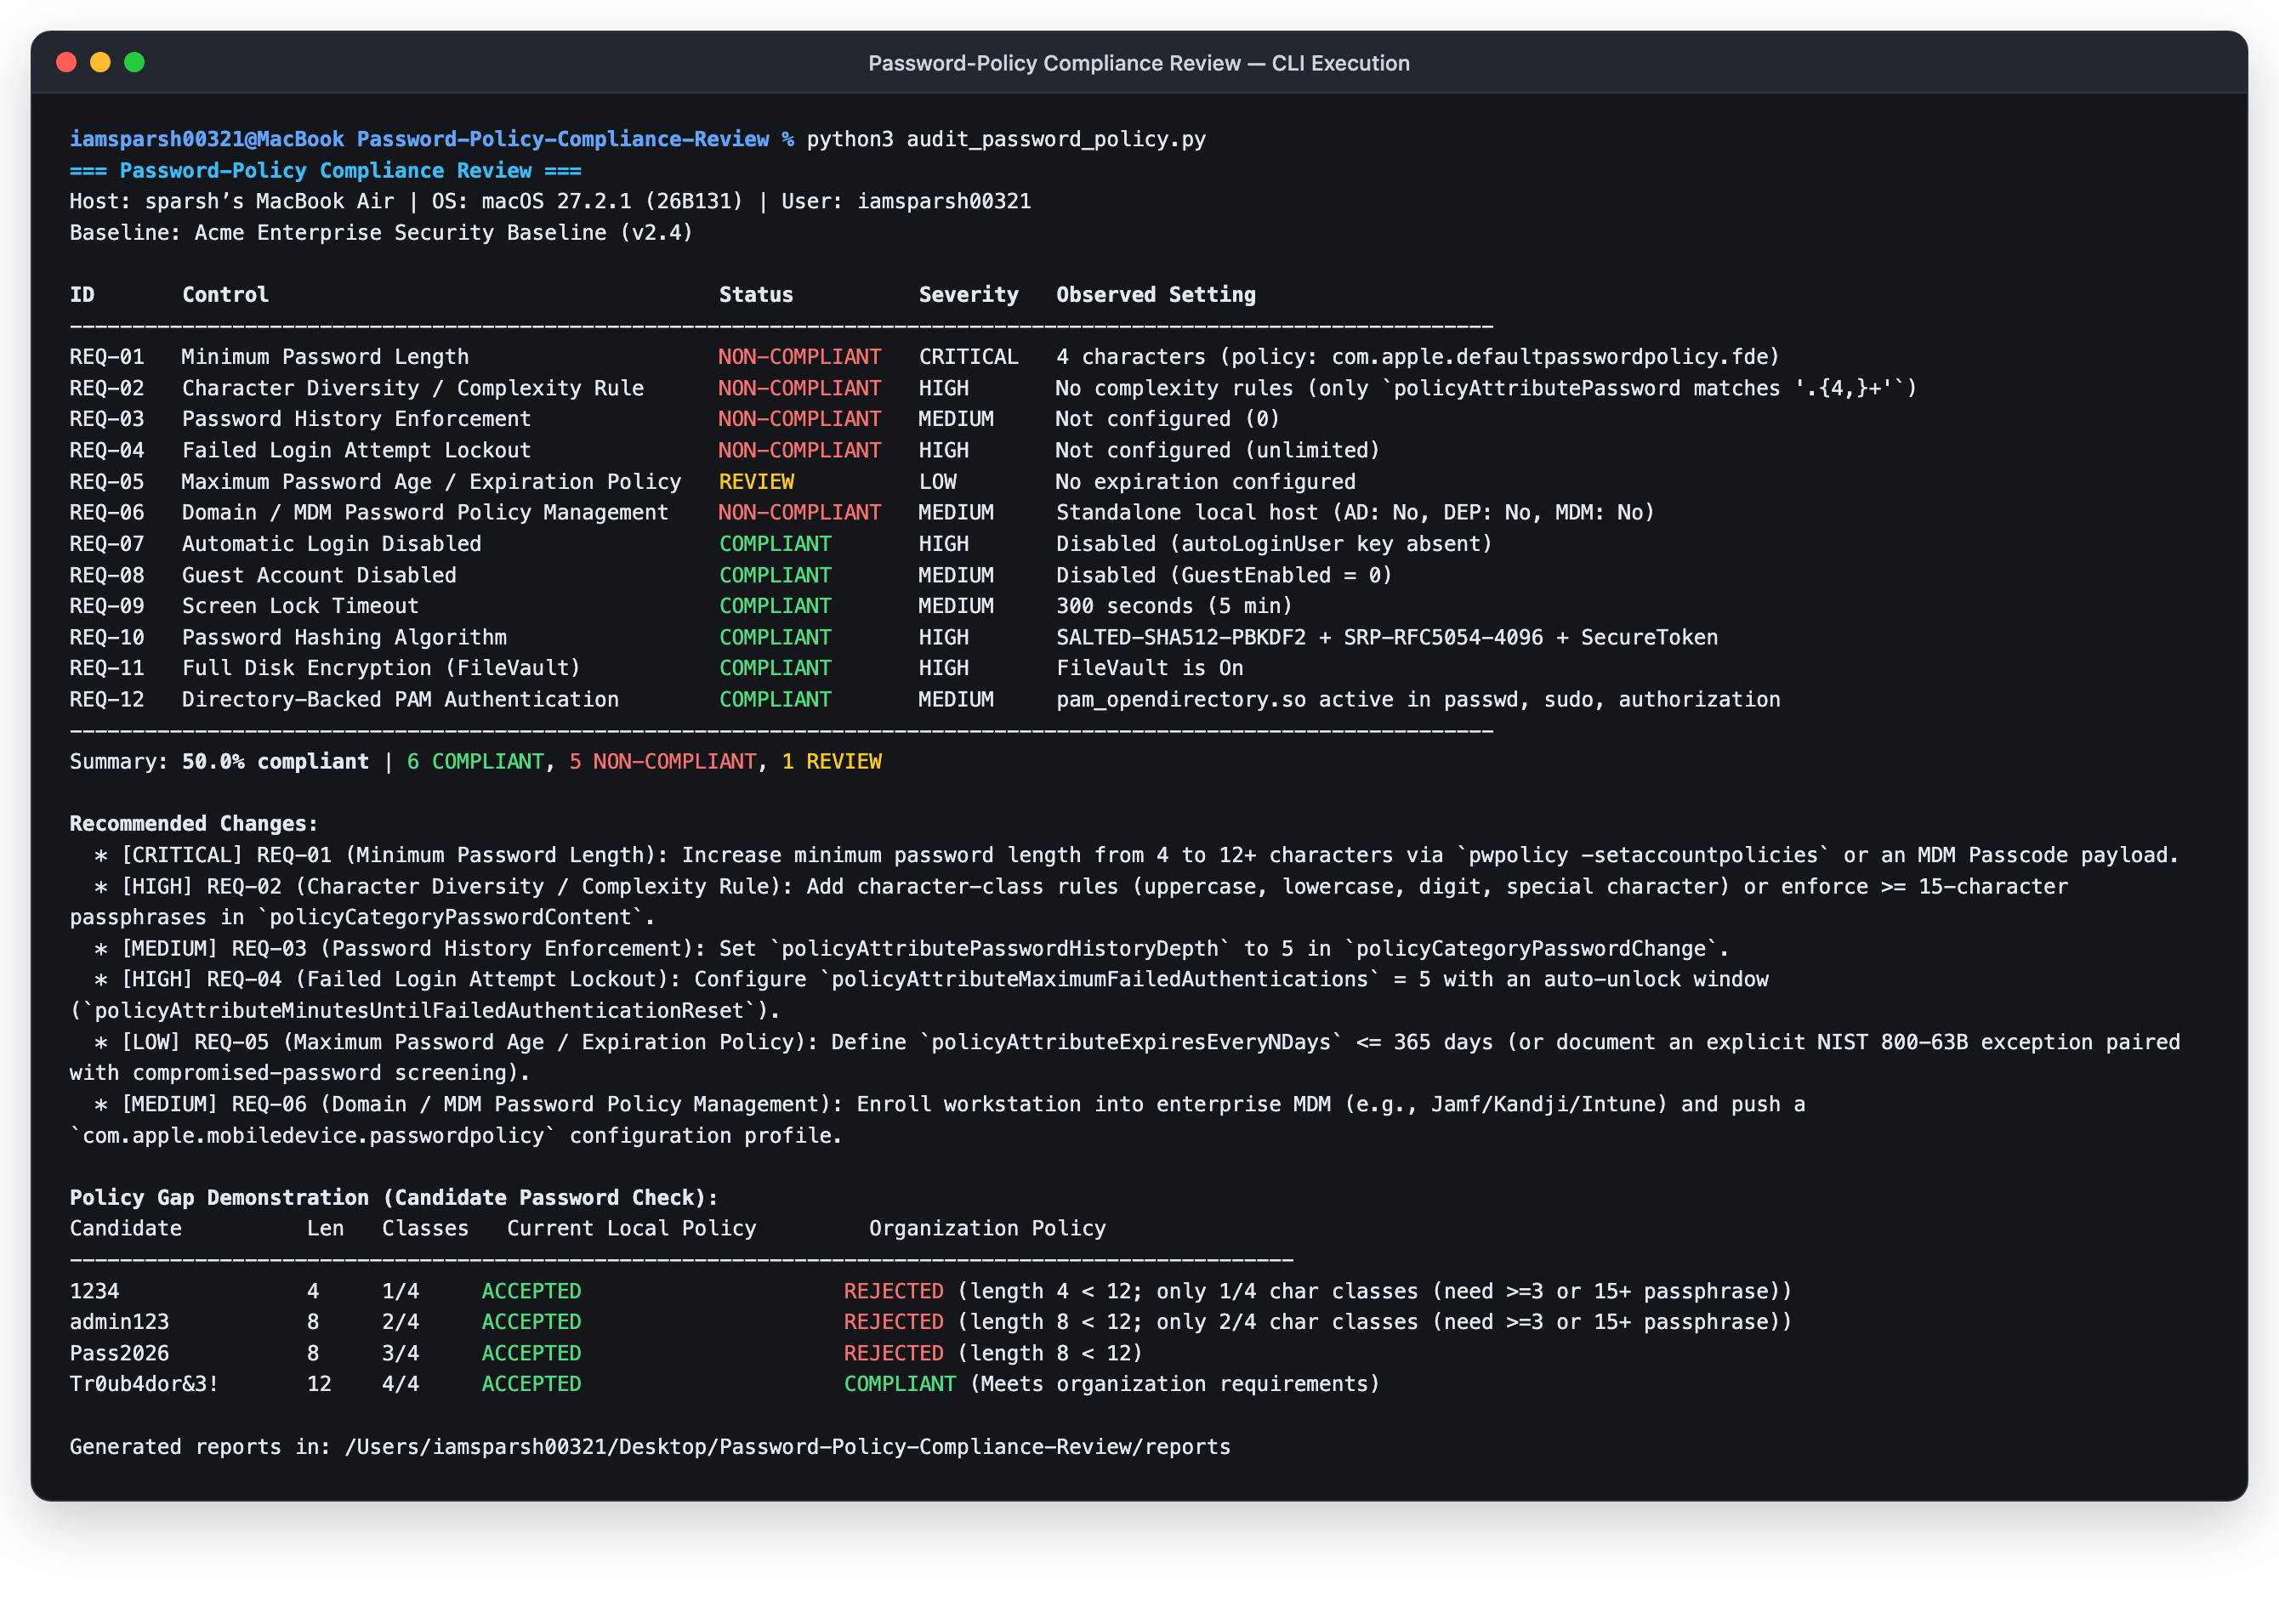 Password-Policy Compliance Review — CLI Execution
iamsparsh00321@MacBook Password-Policy-Compliance-Review % python3 audit_password_policy.py
=== Password-Policy Compliance Review ===
Host: sparsh’s MacBook Air | OS: macOS 27.2.1 (26B131) | User: iamsparsh00321
Baseline: Acme Enterprise Security Baseline (v2.4)
ID Control Status Severity Observed Setting
------------------------------------------------------------------------------------------------------------------
REQ-01 Minimum Password Length NON-COMPLIANT CRITICAL 4 characters (policy: com.apple.defaultpasswordpolicy.fde)
REQ-02 Character Diversity / Complexity Rule NON-COMPLIANT HIGH No complexity rules (only `policyAttributePassword matches '.{4,}+'`)
REQ-03 Password History Enforcement NON-COMPLIANT MEDIUM Not configured (0)
REQ-04 Failed Login Attempt Lockout NON-COMPLIANT HIGH Not configured (unlimited)
REQ-05 Maximum Password Age / Expiration Policy REVIEW LOW No expiration configured
REQ-06 Domain / MDM Password Policy Management NON-COMPLIANT MEDIUM Standalone local host (AD: No, DEP: No, MDM: No)
REQ-07 Automatic Login Disabled COMPLIANT HIGH Disabled (autoLoginUser key absent)
REQ-08 Guest Account Disabled COMPLIANT MEDIUM Disabled (GuestEnabled = 0)
REQ-09 Screen Lock Timeout COMPLIANT MEDIUM 300 seconds (5 min)
REQ-10 Password Hashing Algorithm COMPLIANT HIGH SALTED-SHA512-PBKDF2 + SRP-RFC5054-4096 + SecureToken
REQ-11 Full Disk Encryption (FileVault) COMPLIANT HIGH FileVault is On
REQ-12 Directory-Backed PAM Authentication COMPLIANT MEDIUM pam_opendirectory.so active in passwd, sudo, authorization
------------------------------------------------------------------------------------------------------------------
Summary: 50.0% compliant | 6 COMPLIANT, 5 NON-COMPLIANT, 1 REVIEW
Recommended Changes:
* [CRITICAL] REQ-01 (Minimum Password Length): Increase minimum password length from 4 to 12+ characters via `pwpolicy -setaccountpolicies` or an MDM Passcode payload.
* [HIGH] REQ-02 (Character Diversity / Complexity Rule): Add character-class rules (uppercase, lowercase, digit, special character) or enforce >= 15-character
passphrases in `policyCategoryPasswordContent`.
* [MEDIUM] REQ-03 (Password History Enforcement): Set `policyAttributePasswordHistoryDepth` to 5 in `policyCategoryPasswordChange`.
* [HIGH] REQ-04 (Failed Login Attempt Lockout): Configure `policyAttributeMaximumFailedAuthentications` = 5 with an auto-unlock window
(`policyAttributeMinutesUntilFailedAuthenticationReset`).
* [LOW] REQ-05 (Maximum Password Age / Expiration Policy): Define `policyAttributeExpiresEveryNDays` <= 365 days (or document an explicit NIST 800-63B exception paired
with compromised-password screening).
* [MEDIUM] REQ-06 (Domain / MDM Password Policy Management): Enroll workstation into enterprise MDM (e.g., Jamf/Kandji/Intune) and push a
`com.apple.mobiledevice.passwordpolicy` configuration profile.
Policy Gap Demonstration (Candidate Password Check):
Candidate Len Classes Current Local Policy Organization Policy
--------------------------------------------------------------------------------------------------
1234 4 1/4 ACCEPTED REJECTED (length 4 < 12; only 1/4 char classes (need >=3 or 15+ passphrase))
admin123 8 2/4 ACCEPTED REJECTED (length 8 < 12; only 2/4 char classes (need >=3 or 15+ passphrase))
Pass2026 8 3/4 ACCEPTED REJECTED (length 8 < 12)
Tr0ub4dor&3! 12 4/4 ACCEPTED COMPLIANT (Meets organization requirements)
Generated reports in: /Users/iamsparsh00321/Desktop/Password-Policy-Compliance-Review/reports